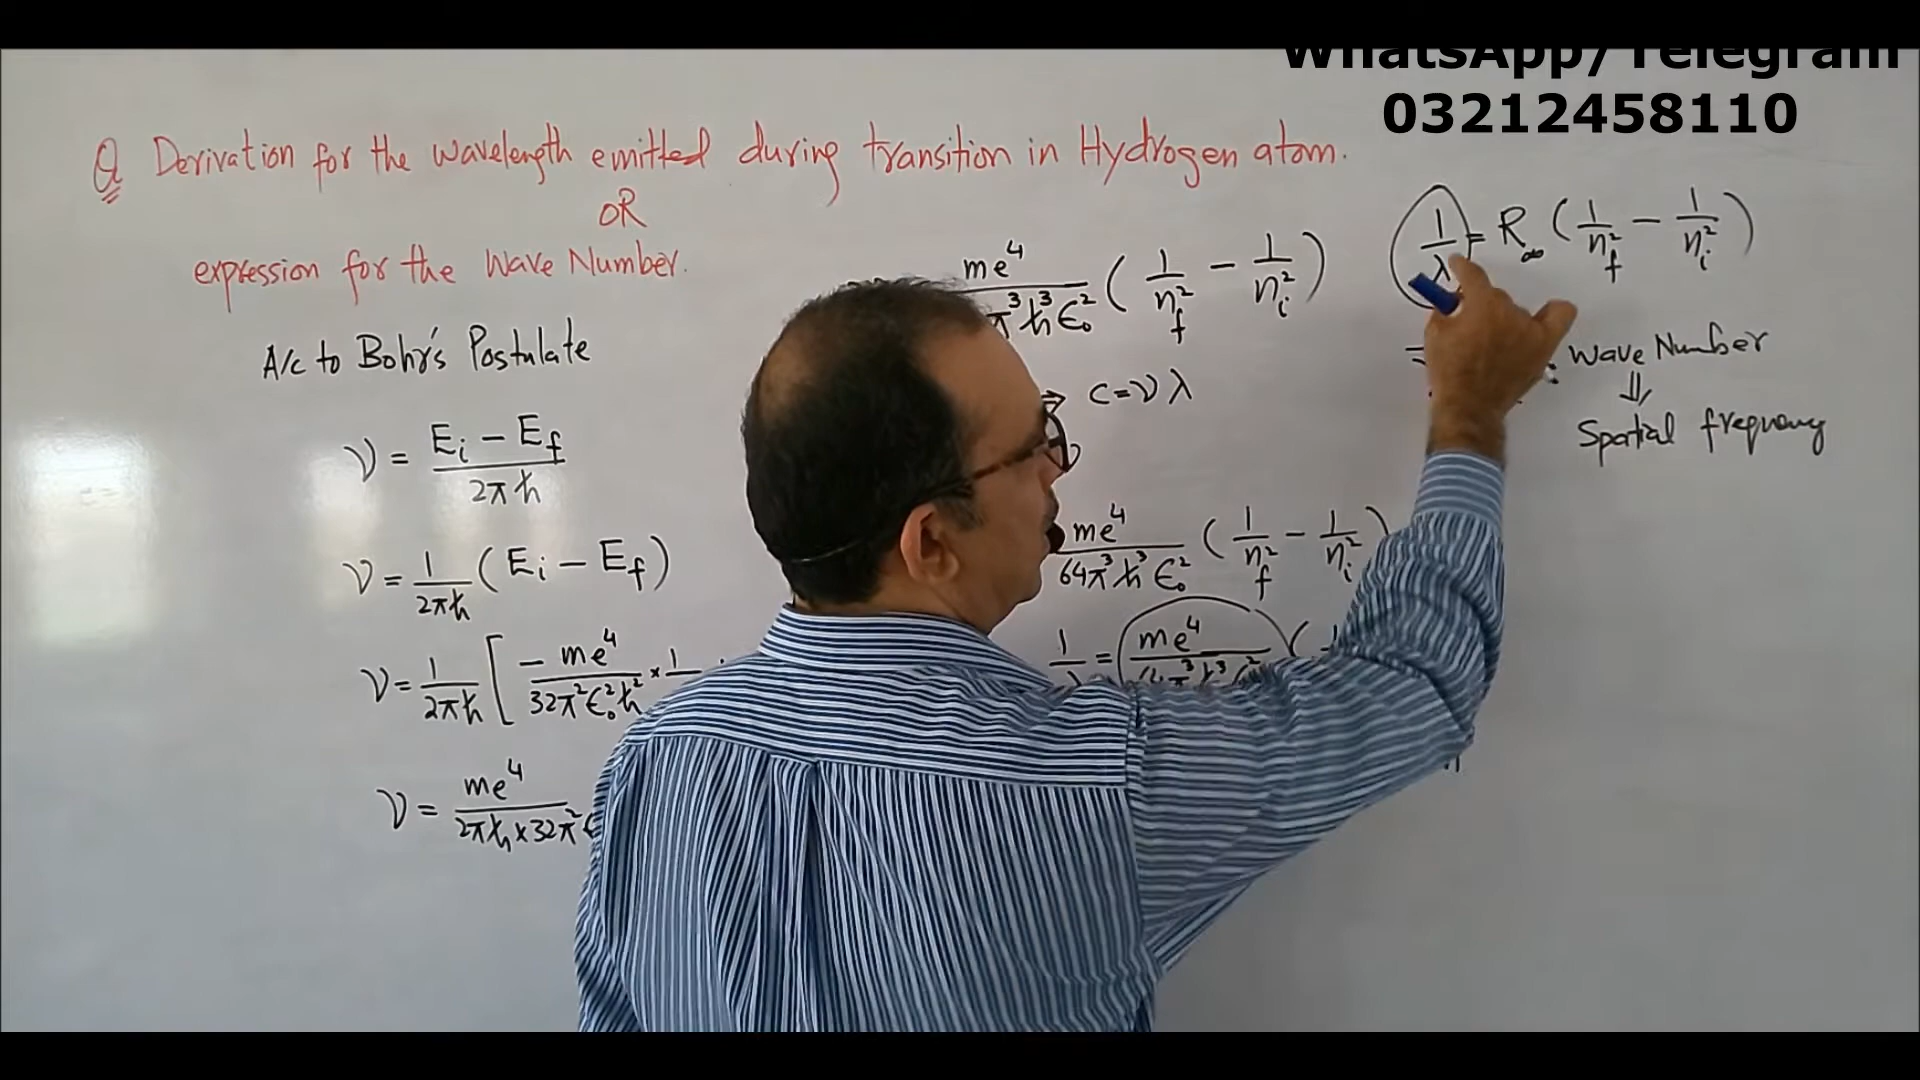 WhatsApp/Telegram
03212458110
Q Derivation for the wavelength emitted during transition in Hydrogen atom.
OR
expression for the Wave Number.
A/c to Bohr's Postulate
ν = (Ei − Ef) / 2πħ
ν = 1/2πħ (Ei − Ef)
ν = 1/2πħ [ −me⁴/32π²ε₀²ħ² × 1
ν = me⁴ / 2πħ×32π²
me⁴ / π³ħ³ε₀² ( 1/nf² − 1/ni² )
→ c = νλ
me⁴ / 64π³ħ³ε₀² ( 1/nf² − 1/ni² )
1 = me⁴
1/λ = R∞ ( 1/nf² − 1/ni² )
Wave Number
⇓
Spatial frequency